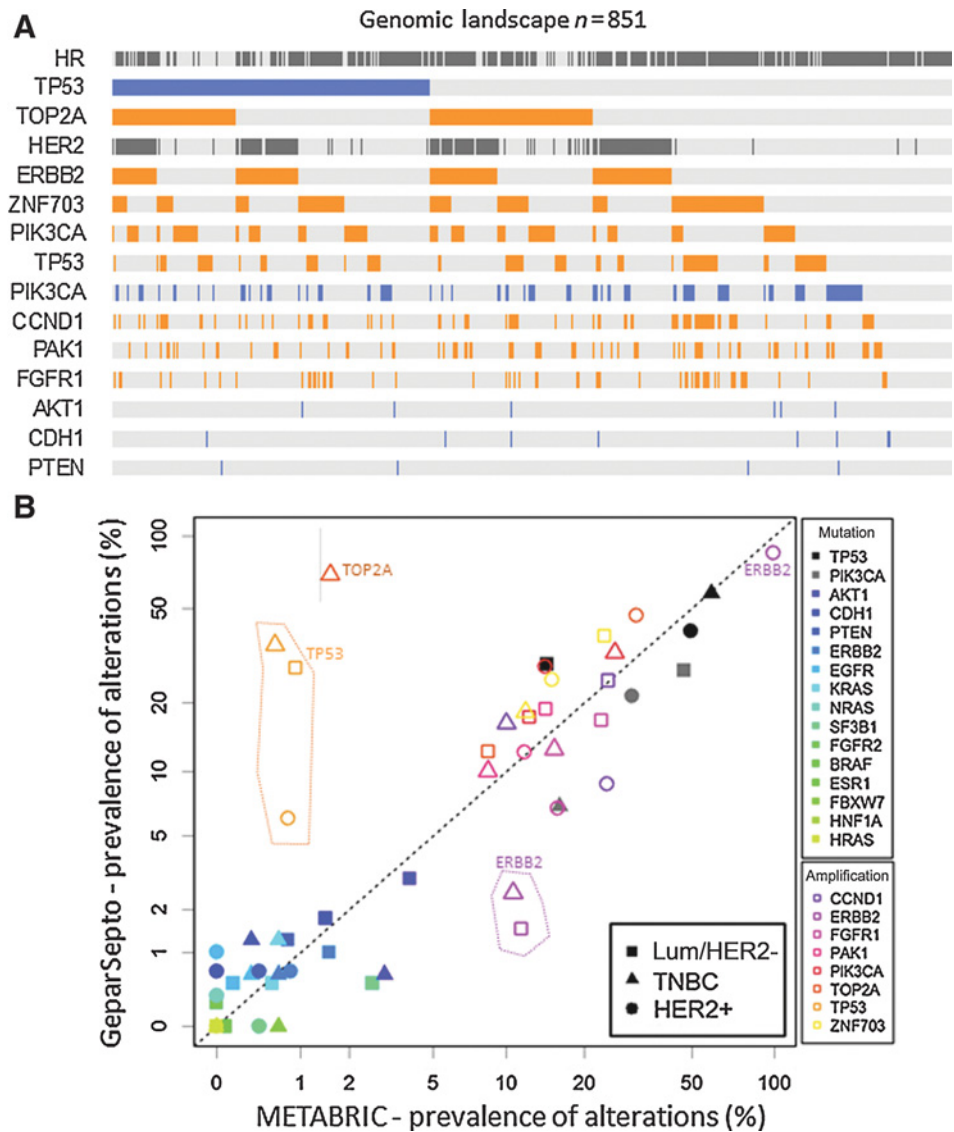 A
Genomic landscape n=851
HR
TP53
TOP2A
HER2
ERBB2
ZNF703
PIK3CA
TP53
PIK3CA
CCND1
PAK1
FGFR1
AKT1
CDH1
PTEN
B
GeparSepto - prevalence of alterations (%)
100
50
20
10
5
2
1
0
TOP2A
TP53
ERBB2
ERBB2
Lum/HER2-
TNBC
HER2+
0 1 2 5 10 20 50 100
METABRIC - prevalence of alterations (%)
Mutation
TP53
PIK3CA
AKT1
CDH1
PTEN
ERBB2
EGFR
KRAS
NRAS
SF3B1
FGFR2
BRAF
ESR1
FBXW7
HNF1A
HRAS
Amplification
CCND1
ERBB2
FGFR1
PAK1
PIK3CA
TOP2A
TP53
ZNF703